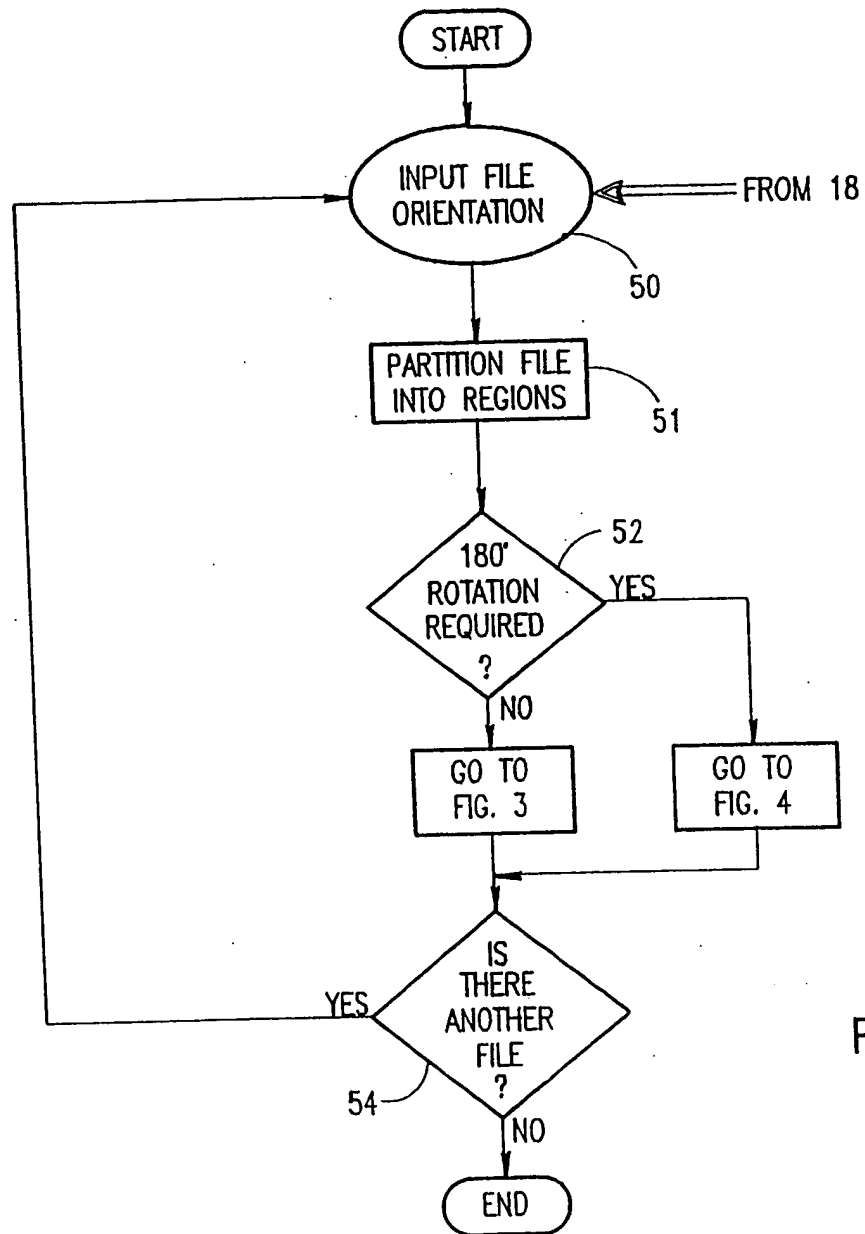 START
INPUT FILE
ORIENTATION
FROM 18
50
PARTITION FILE
INTO REGIONS
51
52
180°
ROTATION
REQUIRED
?
YES
NO
GO TO
FIG. 3
GO TO
FIG. 4
IS
THERE
ANOTHER
FILE
?
YES
54
NO
END